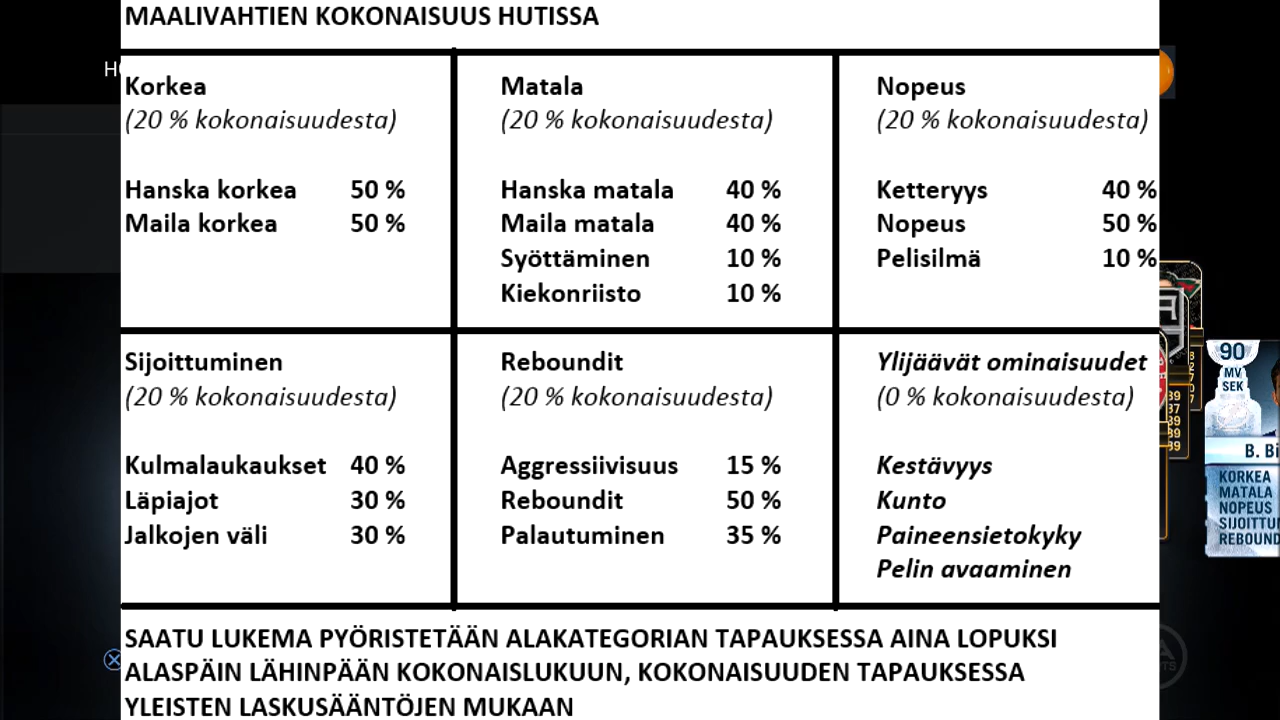 MAALIVAHTIEN KOKONAISUUS HUTISSA
Korkea
(20 % kokonaisuudesta)
Hanska korkea 50 %
Maila korkea 50 %
Matala
(20 % kokonaisuudesta)
Hanska matala 40 %
Maila matala 40 %
Syöttäminen 10 %
Kiekonriisto 10 %
Nopeus
(20 % kokonaisuudesta)
Ketteryys 40 %
Nopeus 50 %
Pelisilmä 10 %
Sijoittuminen
(20 % kokonaisuudesta)
Kulmalaukaukset 40 %
Läpiajot 30 %
Jalkojen väli 30 %
Reboundit
(20 % kokonaisuudesta)
Aggressiivisuus 15 %
Reboundit 50 %
Palautuminen 35 %
Ylijäävät ominaisuudet
(0 % kokonaisuudesta)
Kestävyys
Kunto
Paineensietokyky
Pelin avaaminen
SAATU LUKEMA PYÖRISTETÄÄN ALAKATEGORIAN TAPAUKSESSA AINA LOPUKSI
ALASPÄIN LÄHINPÄÄN KOKONAISLUKUUN, KOKONAISUUDEN TAPAUKSESSA
YLEISTEN LASKUSÄÄNTÖJEN MUKAAN
90
MV
SEK
B. Bi
KORKEA
MATALA
NOPEUS
SIJOITTU
REBOUND